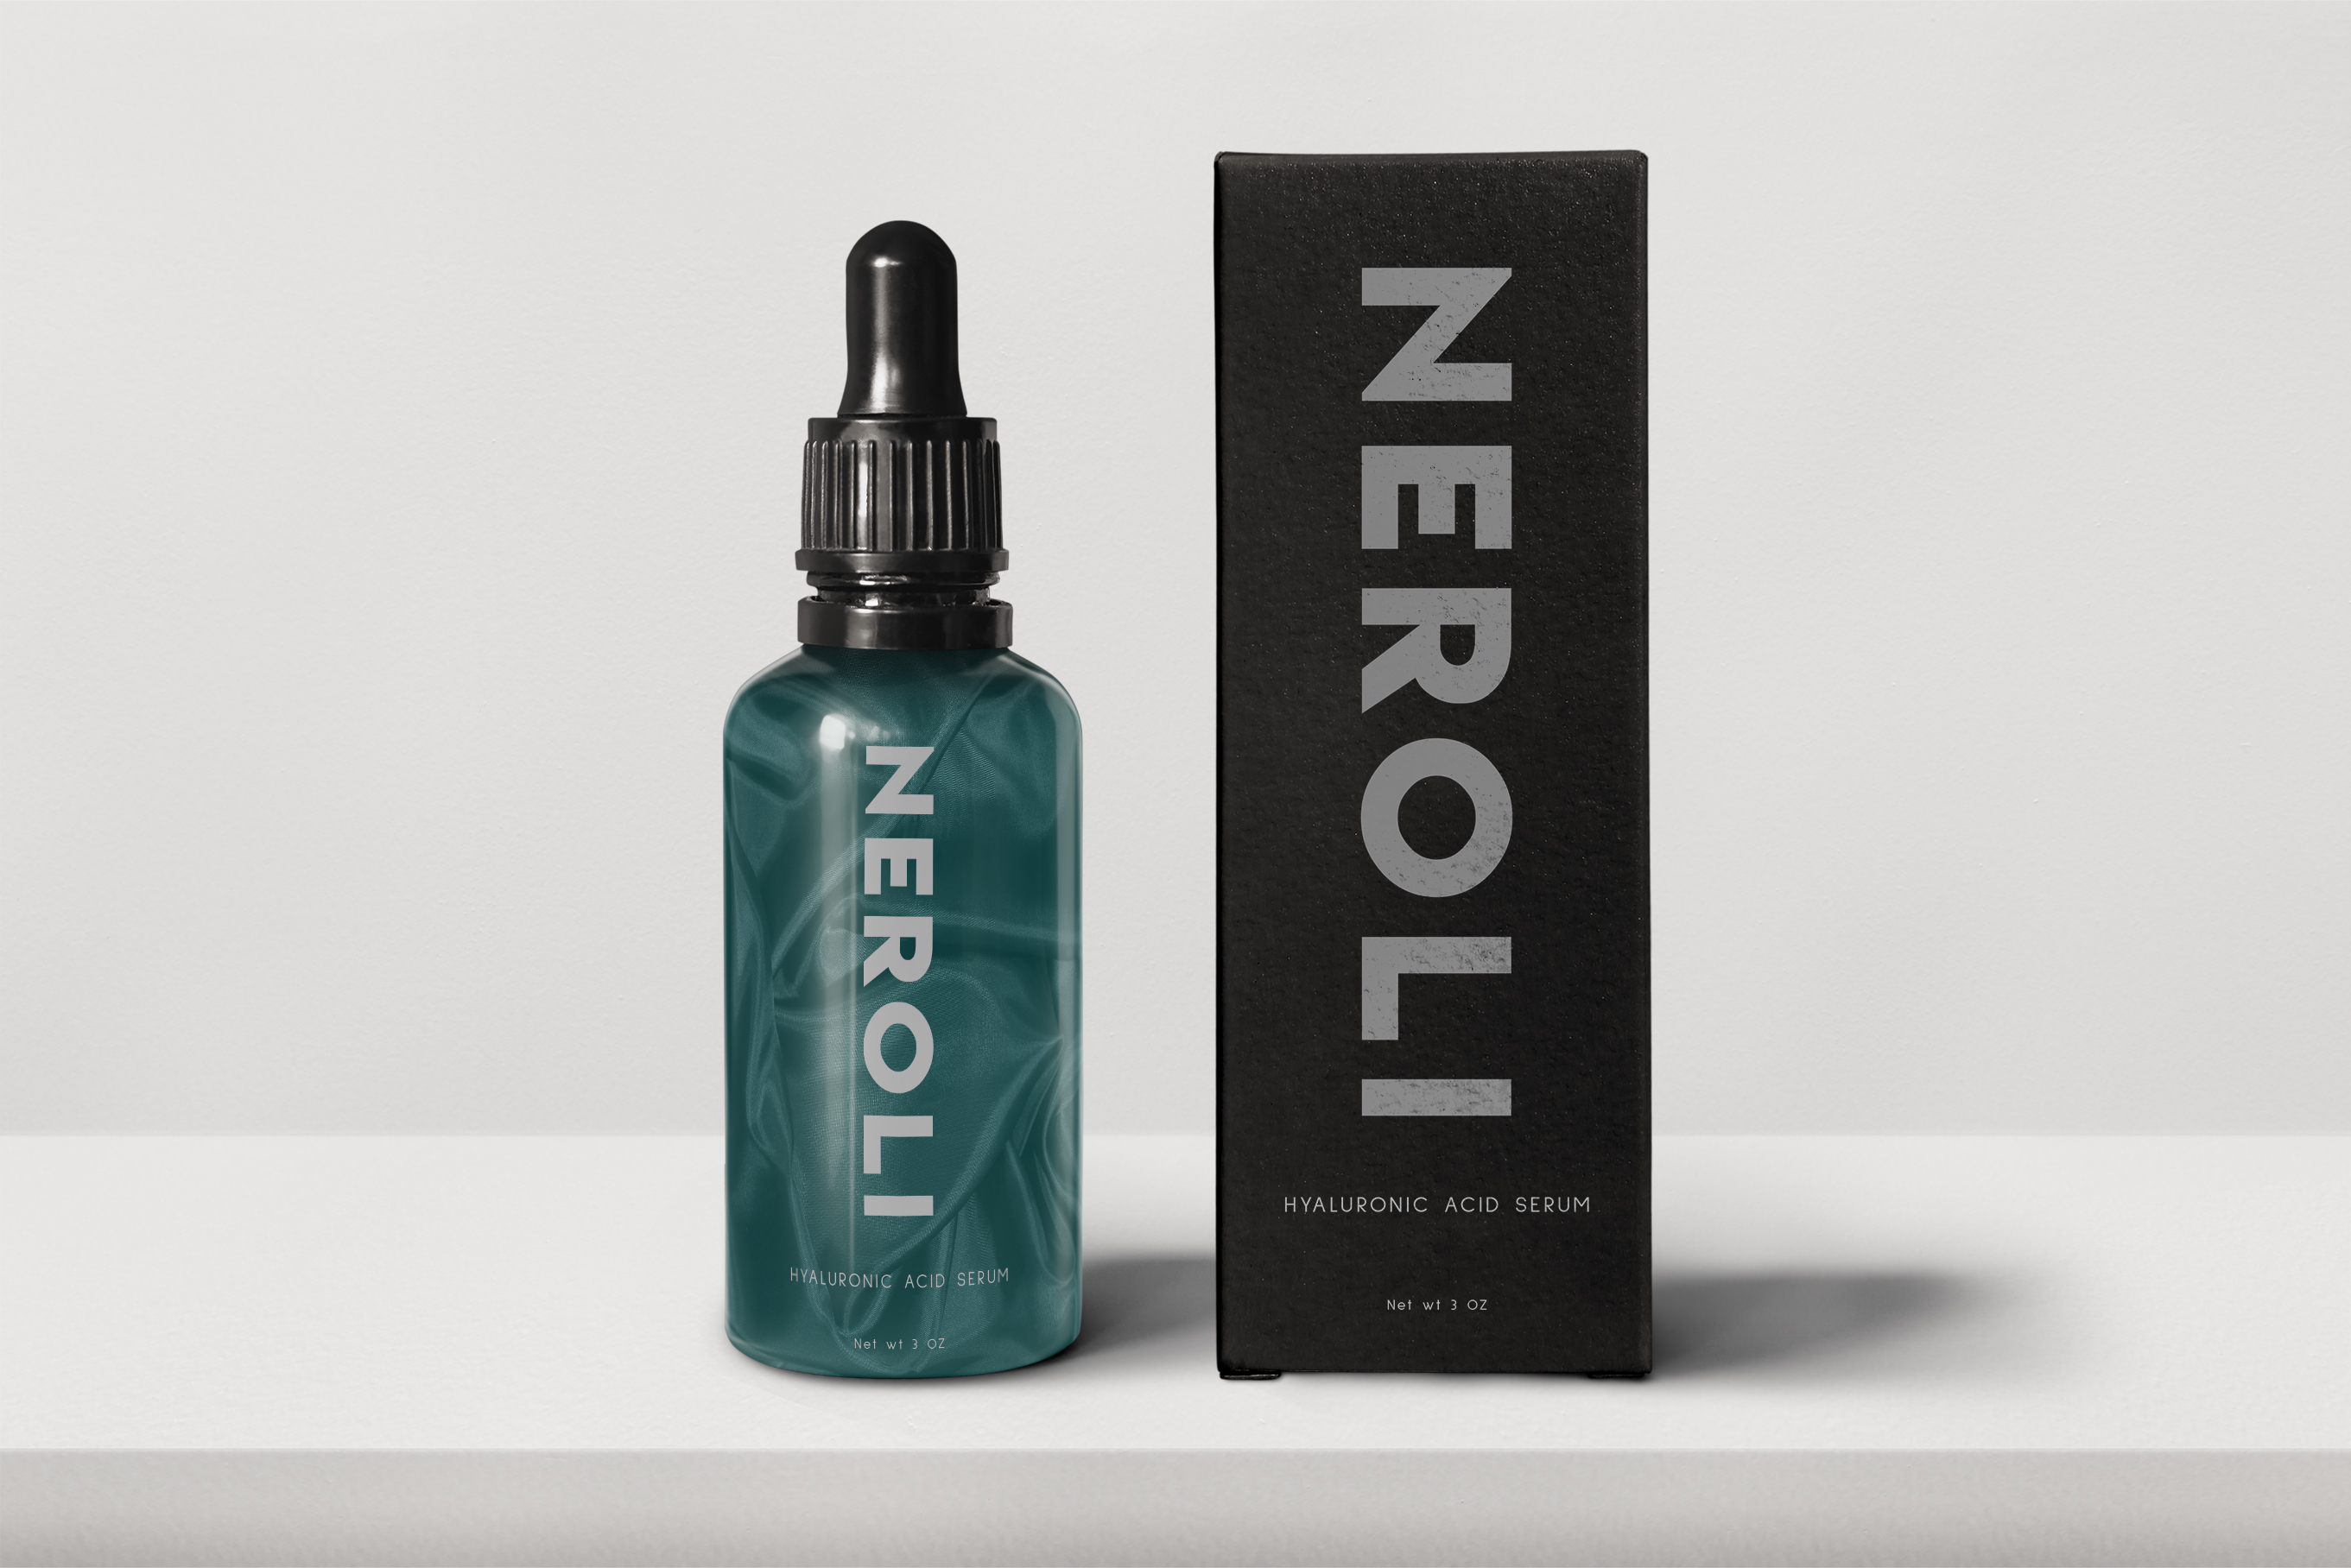 NEROLI
HYALURONIC ACID SERUM
Net wt 3 OZ
NEROLI
HYALURONIC ACID SERUM
Net wt 3 OZ